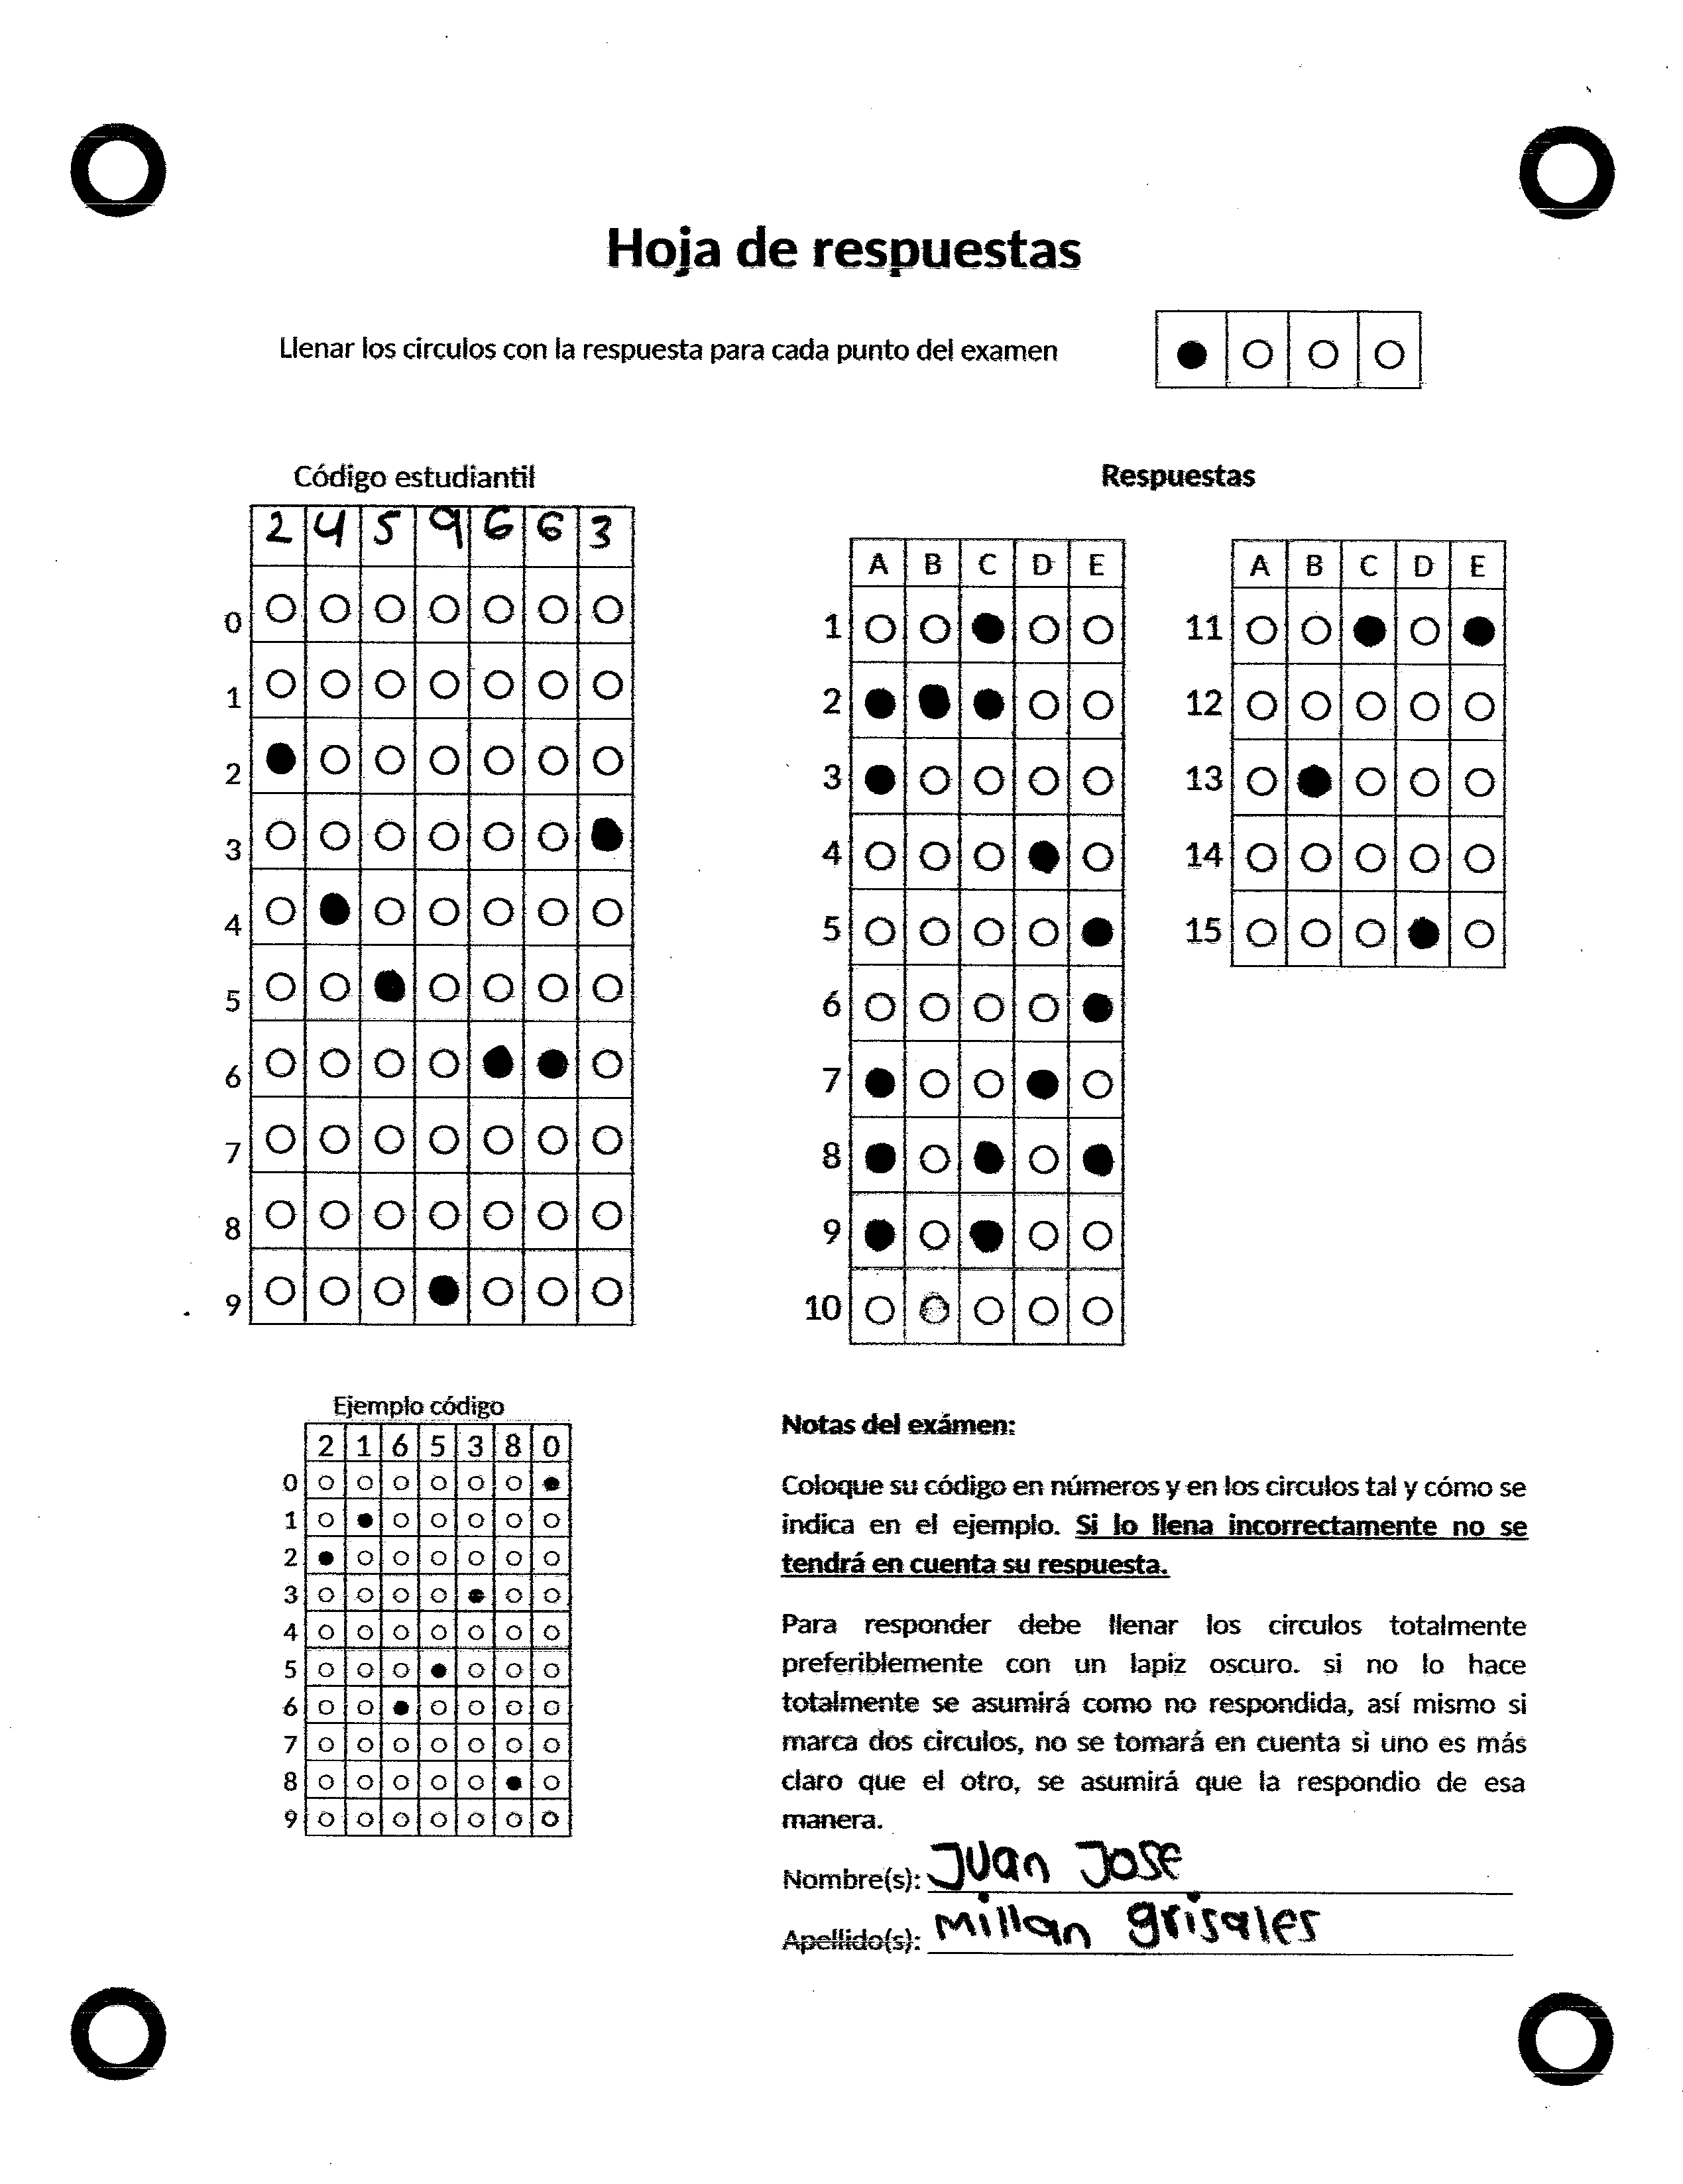 Hoja de respuestas
Llenar los circulos con la respuesta para cada punto del examen
Código estudiantil
2 4 5 9 6 6 3
0
1
2
3
4
5
6
7
8
9
Respuestas
A B C D E
1
2
3
4
5
6
7
8
9
10
A B C D E
11
12
13
14
15
Ejemplo código
2 1 6 5 3 8 0
0
1
2
3
4
5
6
7
8
9
Notas del exámen:
Coloque su código en números y en los circulos tal y cómo se
indica en el ejemplo. Si lo llena incorrectamente no se
tendrá en cuenta su respuesta.
Para responder debe llenar los circulos totalmente
preferiblemente con un lapiz oscuro. si no lo hace
totalmente se asumirá como no respondida, así mismo si
marca dos circulos, no se tomará en cuenta si uno es más
claro que el otro, se asumirá que la respondio de esa
manera.
Nombre(s): Juan Jose
Apellido(s): Millan grisales